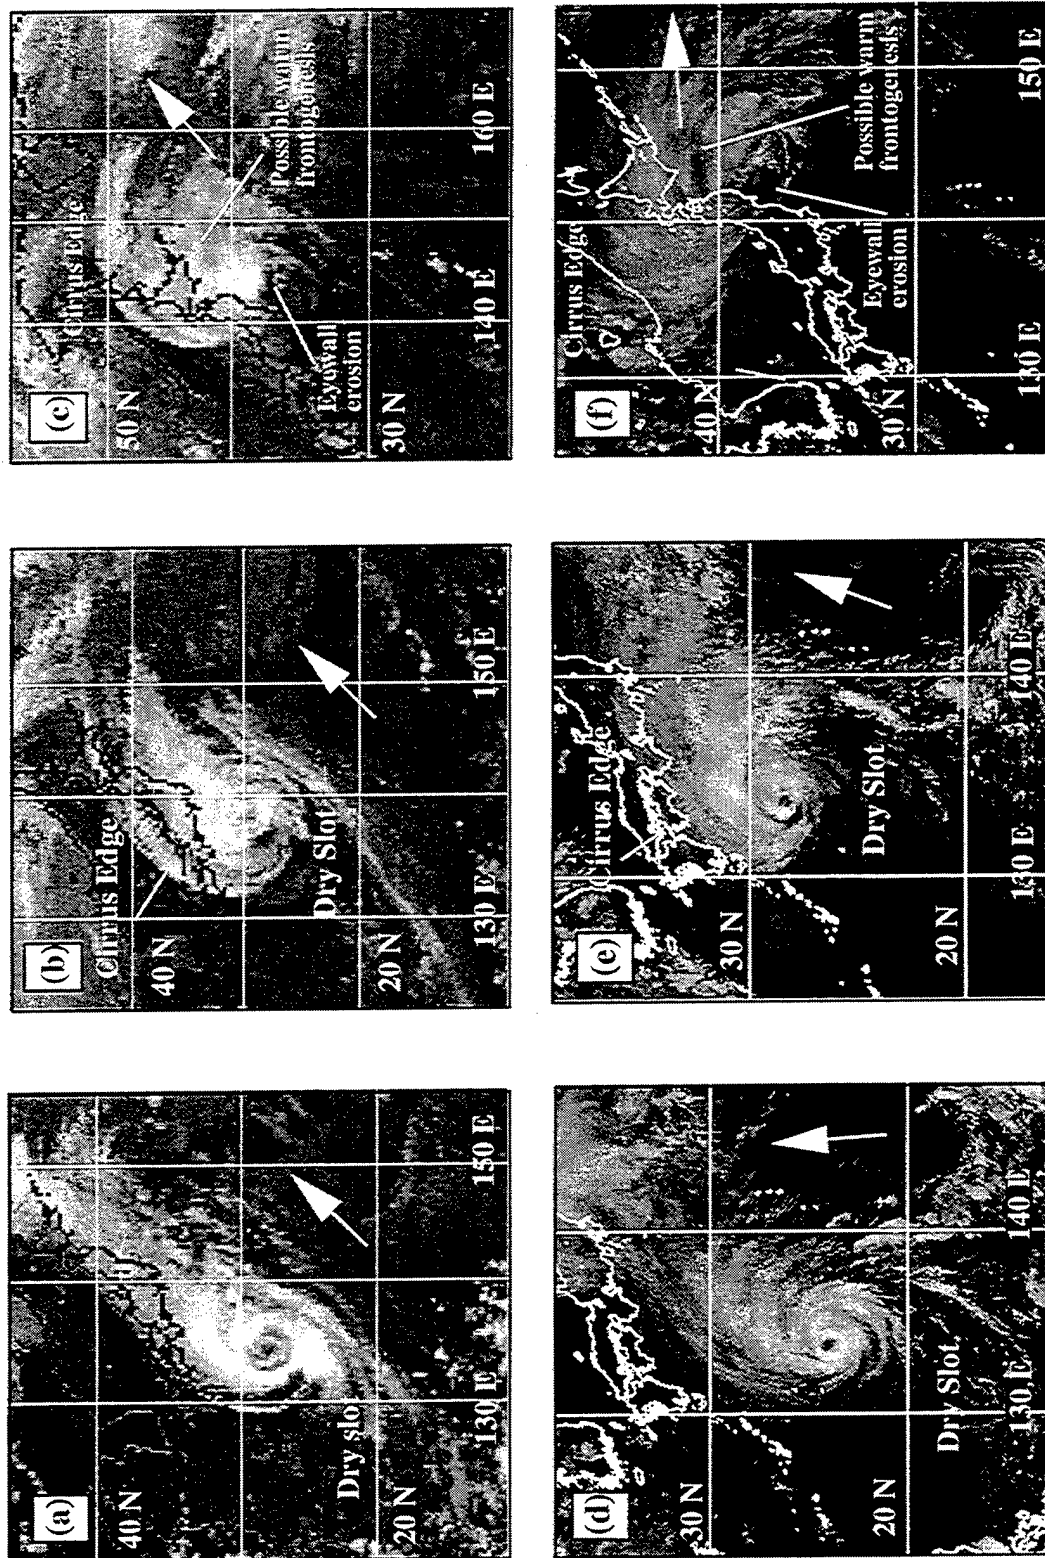 (a)
40 N
Dry slot
20 N
130 E
150 E
(b)
Cirrus Edge
40 N
Dry Slot
20 N
130 E
150 E
(c)
Cirrus Edge
50 N
Possible warm
frontogenesis
Eyewall
erosion
30 N
140 E
160 E
(d)
30 N
20 N
Dry Slot
130 E
140 E
(e)
Cirrus Edge
30 N
Dry Slot
20 N
130 E
140 E
(f)
Cirrus Edge
40 N
Eyewall
erosion
Possible warm
frontogenesis
30 N
130 E
150 E